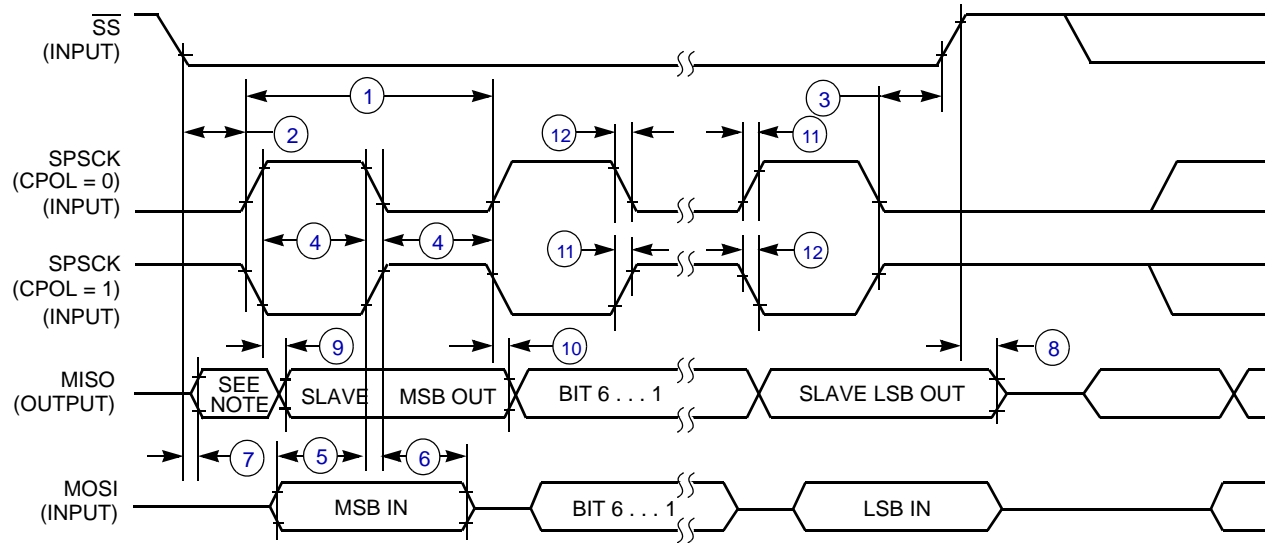 SS
(INPUT)
1
3
2
12
11
SPSCK
(CPOL = 0)
(INPUT)
4
4
11
12
SPSCK
(CPOL = 1)
(INPUT)
9
10
8
MISO
(OUTPUT)
SEE
NOTE
SLAVE
MSB OUT
BIT 6 . . . 1
SLAVE LSB OUT
7
5
6
MOSI
(INPUT)
MSB IN
BIT 6 . . . 1
LSB IN